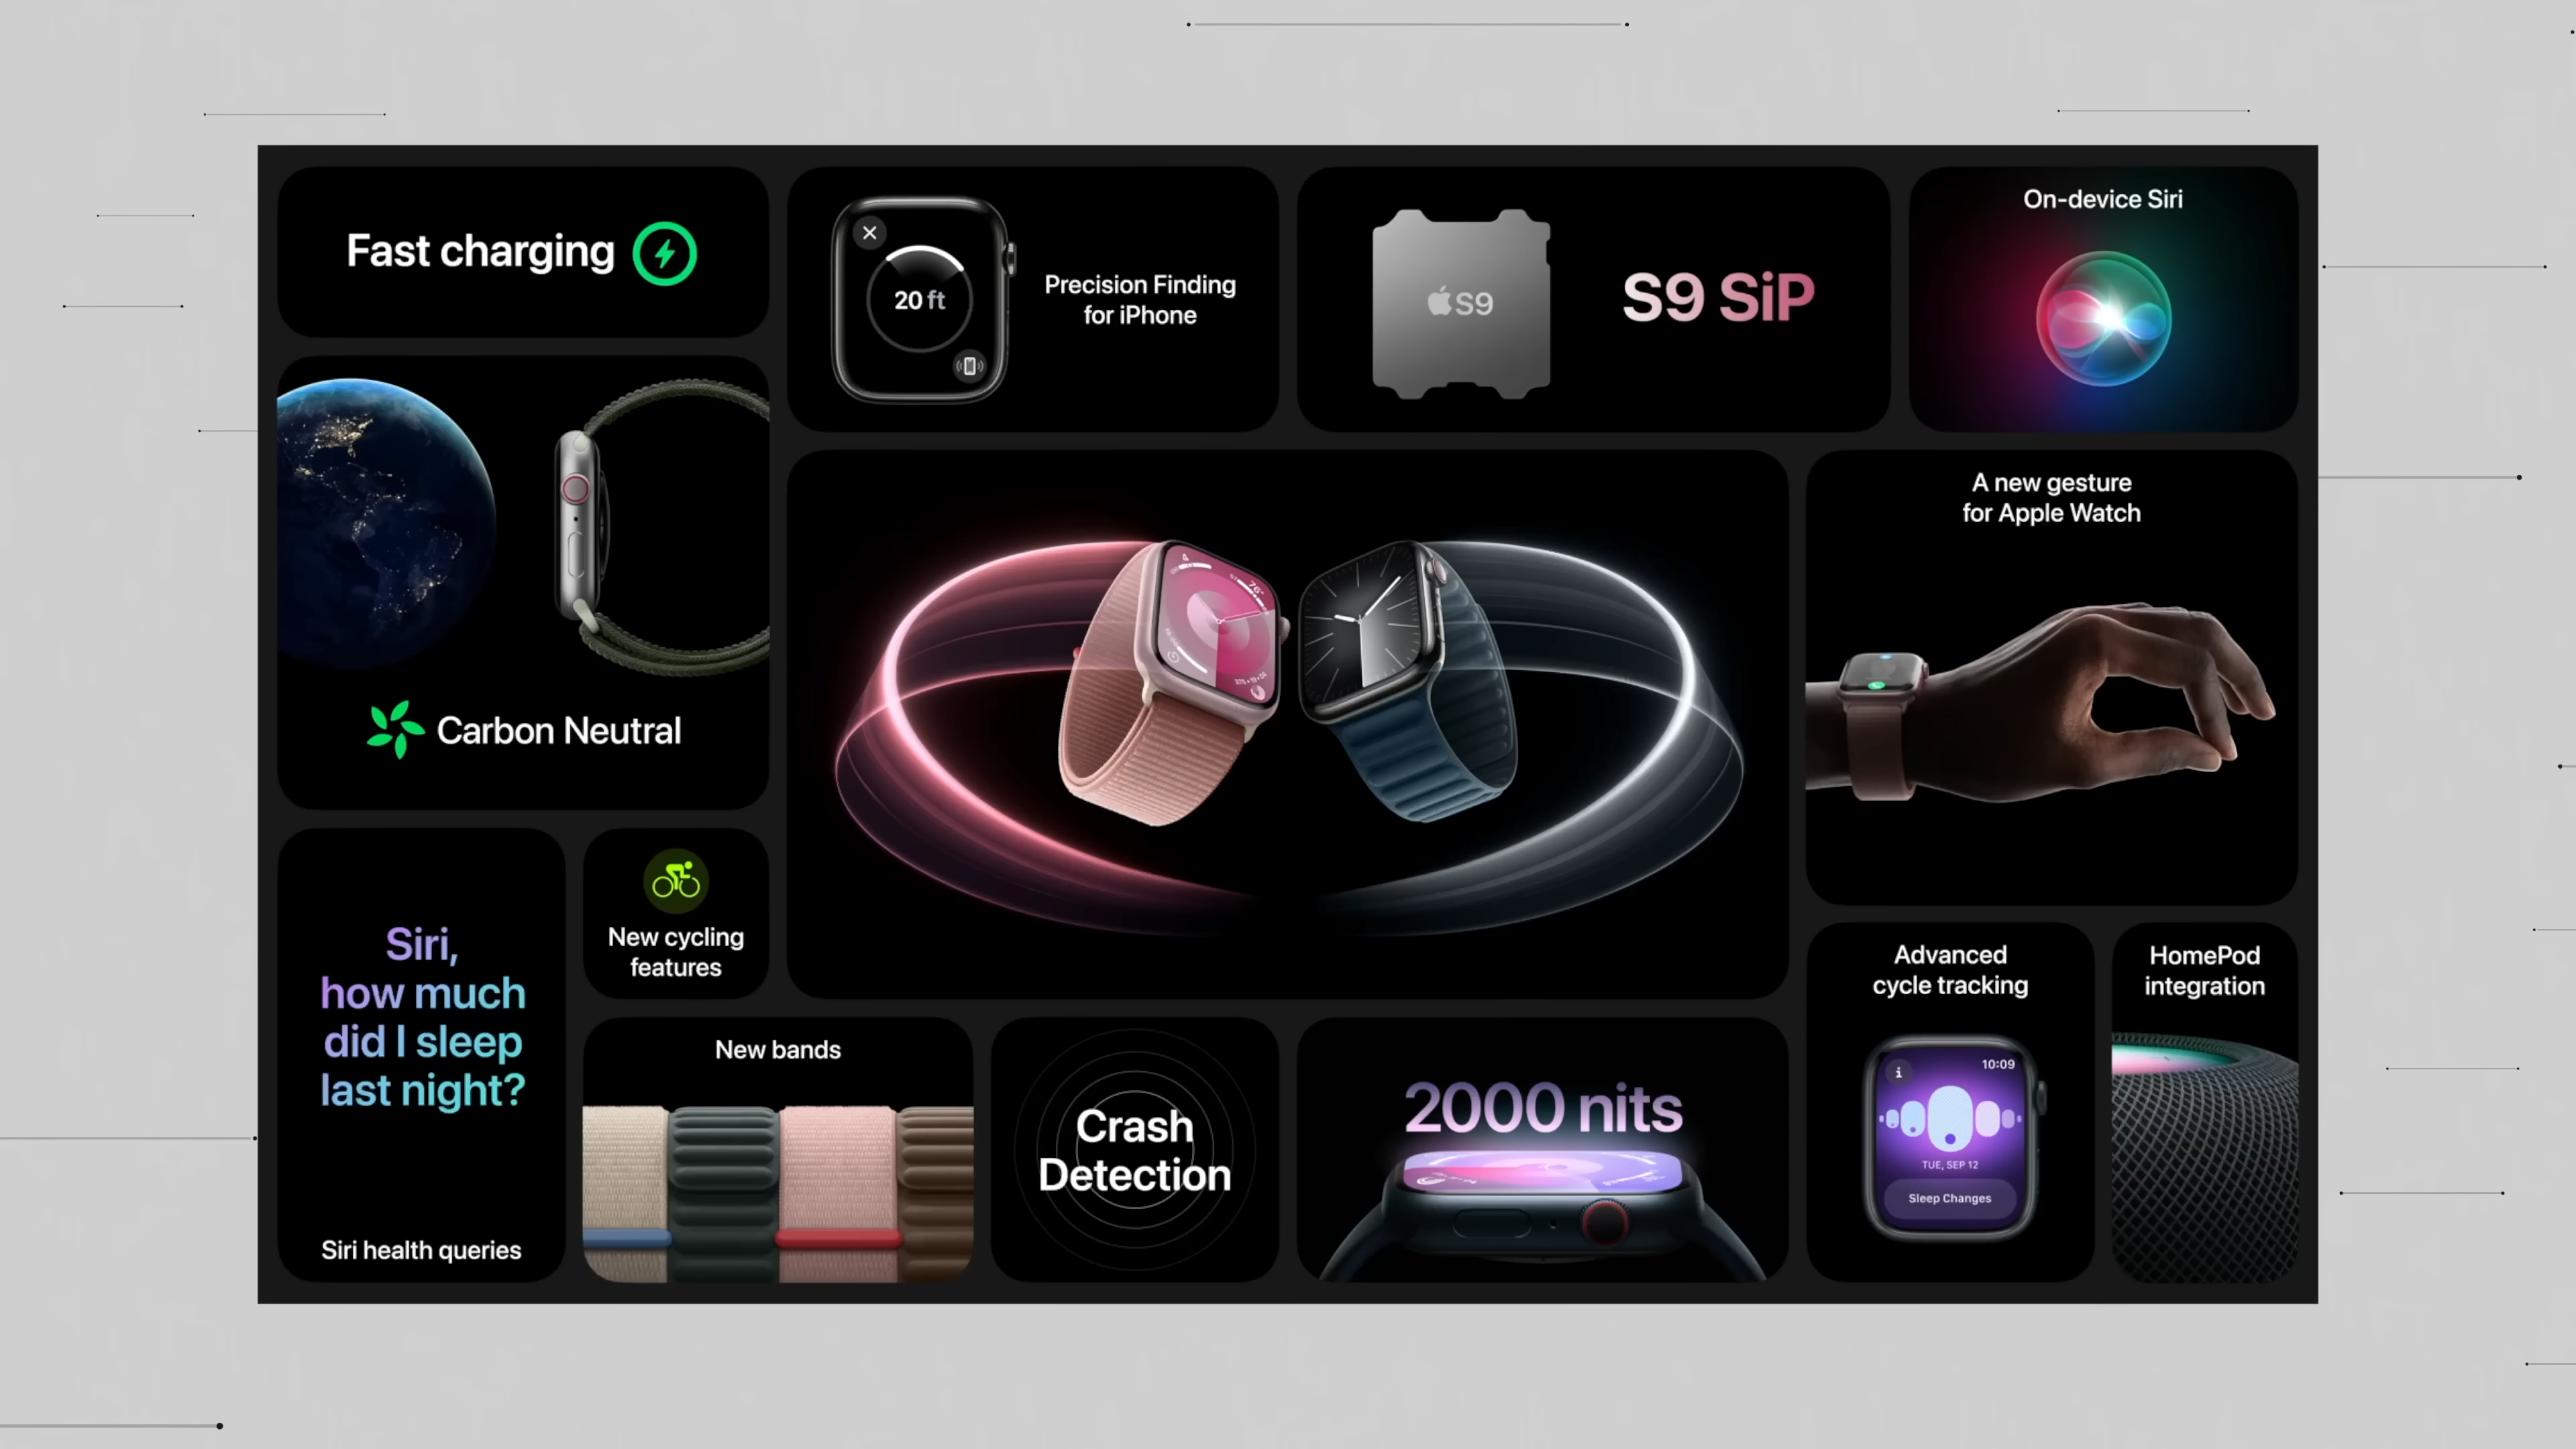 Fast charging
20 ft
Precision Finding
for iPhone
S9
S9 SiP
On-device Siri
Carbon Neutral
A new gesture
for Apple Watch
Siri,
how much
did I sleep
last night?
Siri health queries
New cycling
features
New bands
Crash
Detection
2000 nits
Advanced
cycle tracking
10:09
TUE, SEP 12
Sleep Changes
HomePod
integration